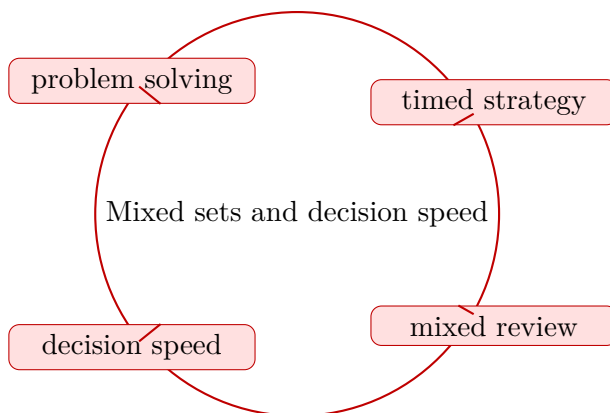 problem solving
timed strategy
Mixed sets and decision speed
decision speed
mixed review